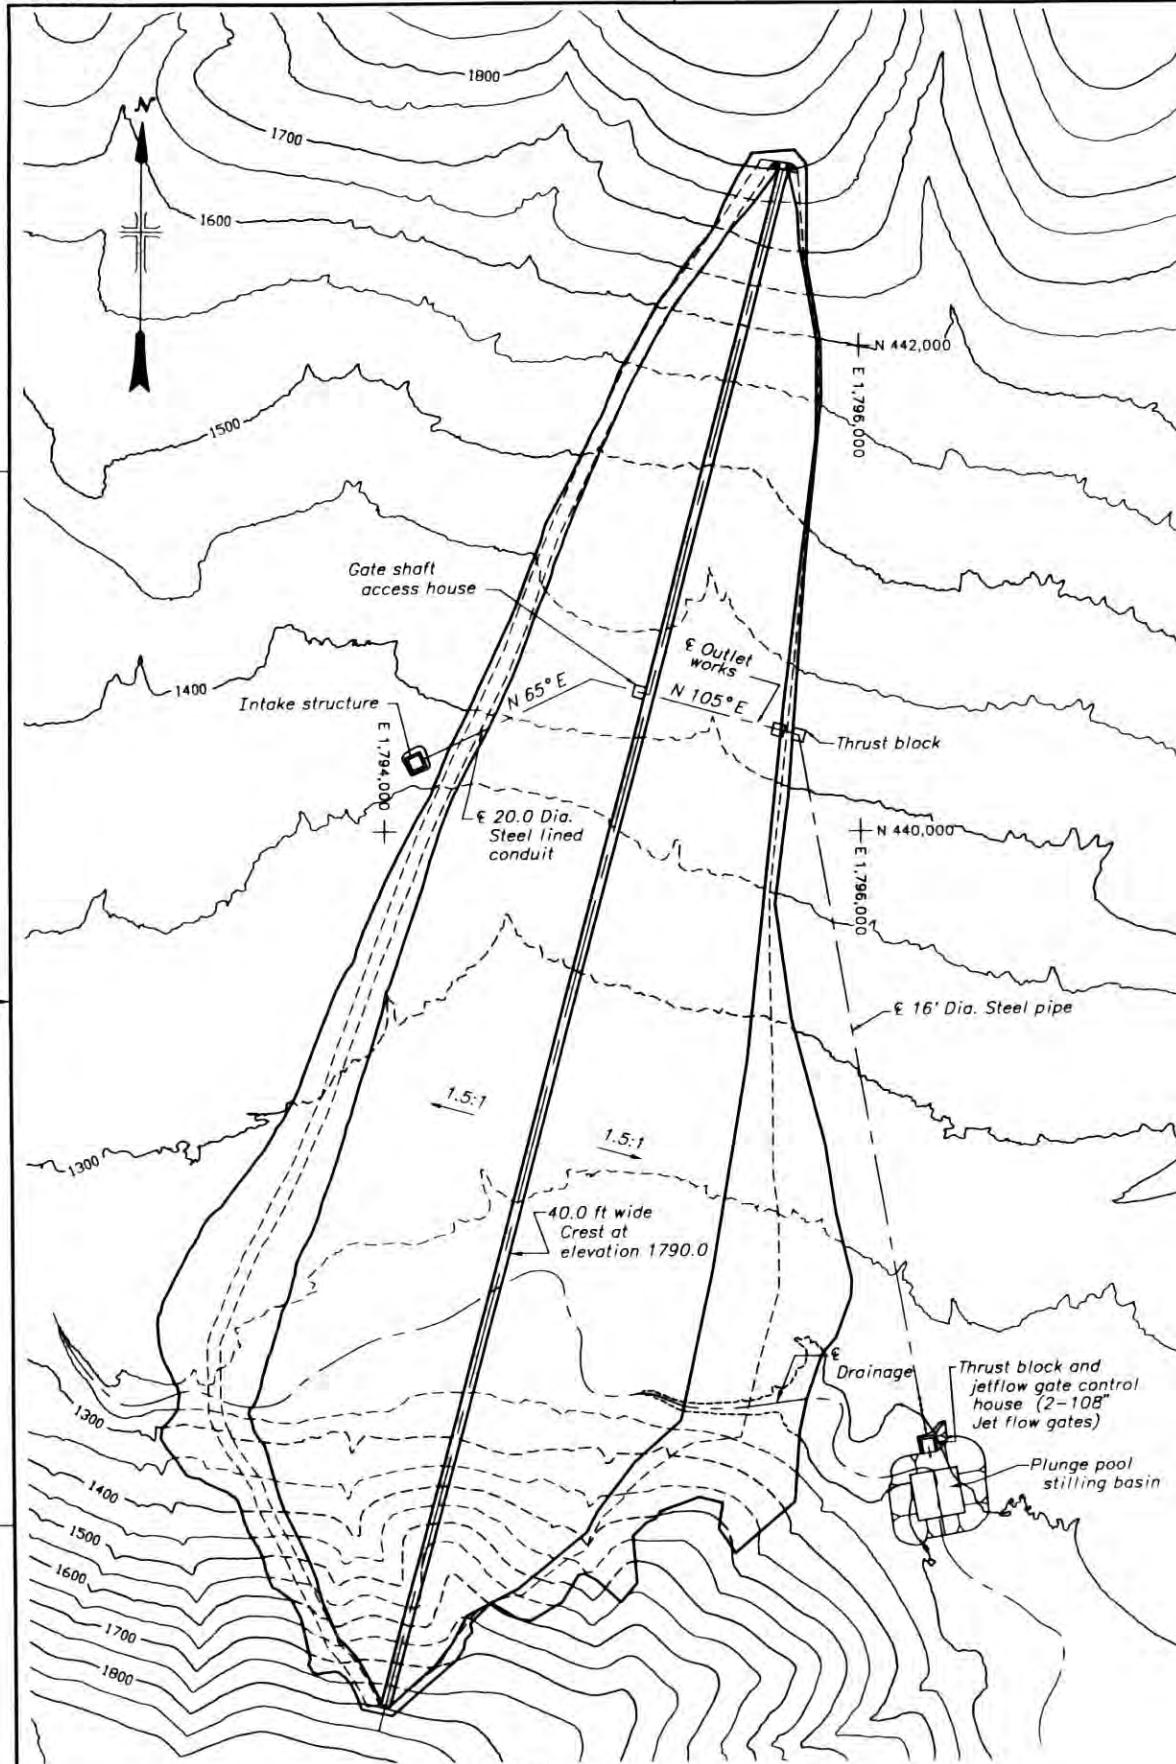 1800
N
1700
1600
N 442,000
E 1,796,000
1500
Gate shaft
access house
℄ Outlet
works
1400
N 65° E
N 105° E
Intake structure
Thrust block
E 1,794,000
℄ 20.0 Dia.
Steel lined
conduit
N 440,000
E 1,796,000
℄ 16' Dia. Steel pipe
1.5:1
1.5:1
1300
40.0 ft wide
Crest at
elevation 1790.0
℄
Drainage
Thrust block and
jetflow gate control
house (2-108"
Jet flow gates)
1300
Plunge pool
stilling basin
1400
1500
1600
1700
1800